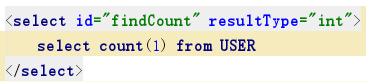 <select id="findCount" resultType="int">
select count(1) from USER
</select>